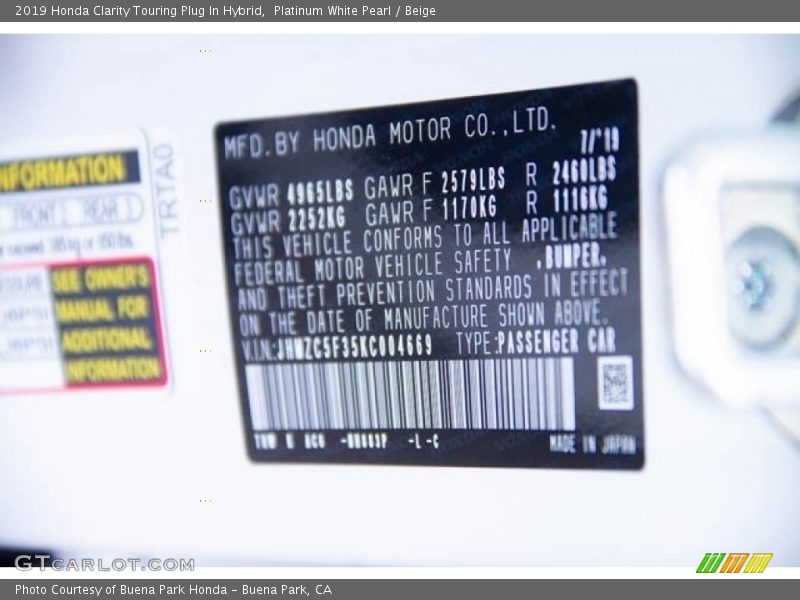 2019 Honda Clarity Touring Plug In Hybrid,  Platinum White Pearl / Beige
INFORMATION
FRONT 2 REAR
TRTA0
SEE OWNER'S
MANUAL FOR
ADDITIONAL
INFORMATION
MFD.BY HONDA MOTOR CO.,LTD.
7/'19
GVWR 4965LBS GAWR F 2579LBS R 2460LBS
GVWR 2252KG GAWR F 1170KG R 1116KG
THIS VEHICLE CONFORMS TO ALL APPLICABLE
FEDERAL MOTOR VEHICLE SAFETY ,BUMPER,
AND THEFT PREVENTION STANDARDS IN EFFECT
ON THE DATE OF MANUFACTURE SHOWN ABOVE.
V.I.N:JHMZC5F35KC004669 TYPE:PASSENGER CAR
-L -C
MADE IN JAPAN
GTCARLOT.COM
Photo Courtesy of Buena Park Honda - Buena Park, CA